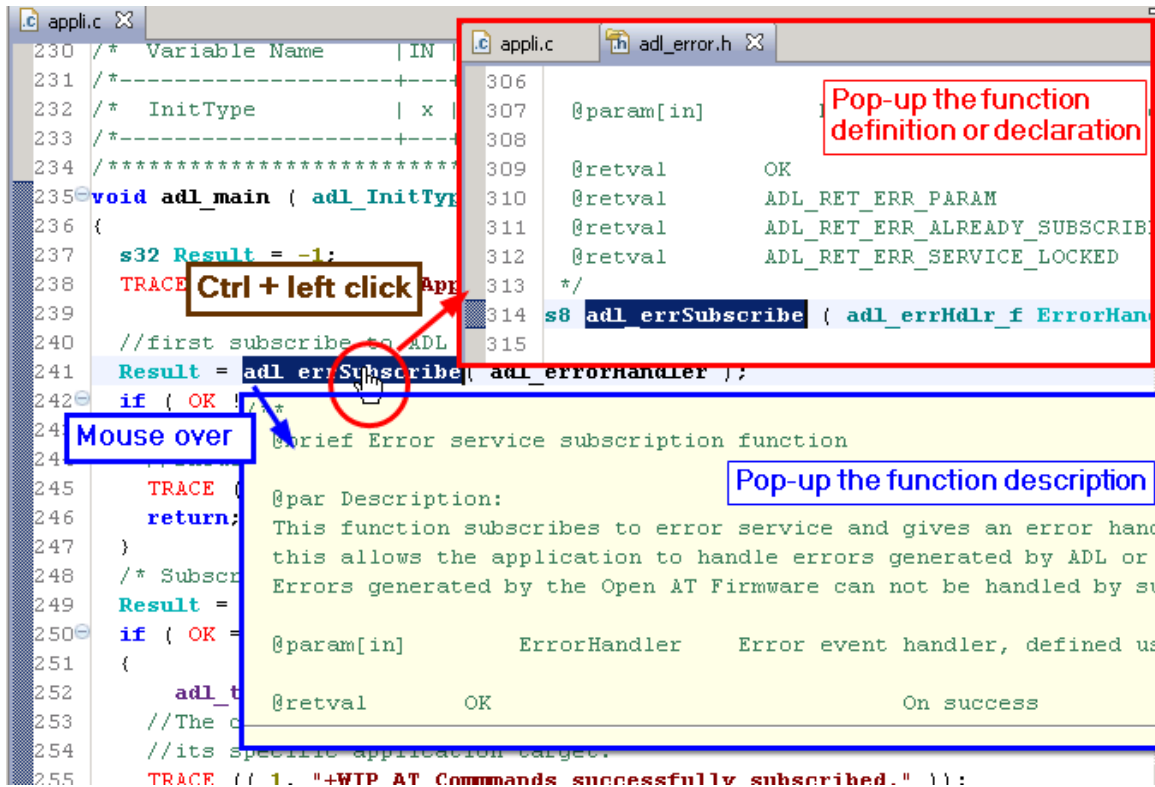 appli.c
230 /* Variable Name |IN |
231 /*--------------------+---+
232 /* InitType | x |
233 /*--------------------+---+
234 /***************************
235 void adl_main ( adl_InitTyp
236 {
237 s32 Result = -1;
238 TRACE App
239
240 //first subscribe to ADL
241 Result = adl_errSubscribe( adl_errorHandler );
242 if ( OK !
24
24
245 TRACE (
246 return;
247 }
248 /* Subscr
249 Result =
250 if ( OK =
251 {
252 adl_t
253 //The c
254 //its specific application target.
255 TRACE (( 1, "+WIP AT Commmands successfully subscribed." ));
Ctrl + left click
Mouse over
appli.c adl_error.h
306
307 @param[in]
308
309 @retval OK
310 @retval ADL_RET_ERR_PARAM
311 @retval ADL_RET_ERR_ALREADY_SUBSCRIB
312 @retval ADL_RET_ERR_SERVICE_LOCKED
313 */
314 s8 adl_errSubscribe ( adl_errHdlr_f ErrorHan
315
Pop-up the function
definition or declaration
/**
@brief Error service subscription function
Pop-up the function description
@par Description:
This function subscribes to error service and gives an error hand
this allows the application to handle errors generated by ADL or
Errors generated by the Open AT Firmware can not be handled by su
@param[in] ErrorHandler Error event handler, defined us
@retval OK On success